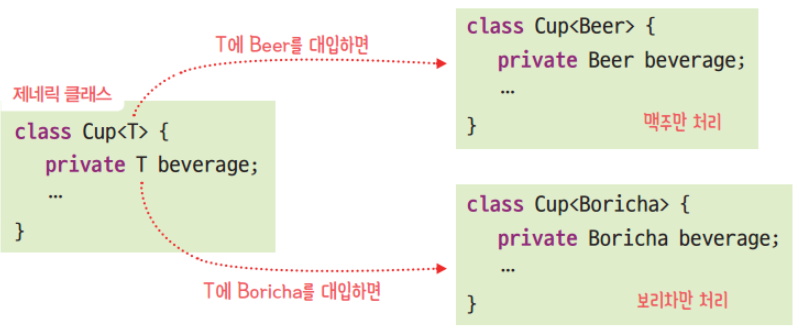 제네릭 클래스
class Cup<T> {
private T beverage;
…
}
T에 Beer를 대입하면
class Cup<Beer> {
private Beer beverage;
…
}
맥주만 처리
T에 Boricha를 대입하면
class Cup<Boricha> {
private Boricha beverage;
…
}
보리차만 처리